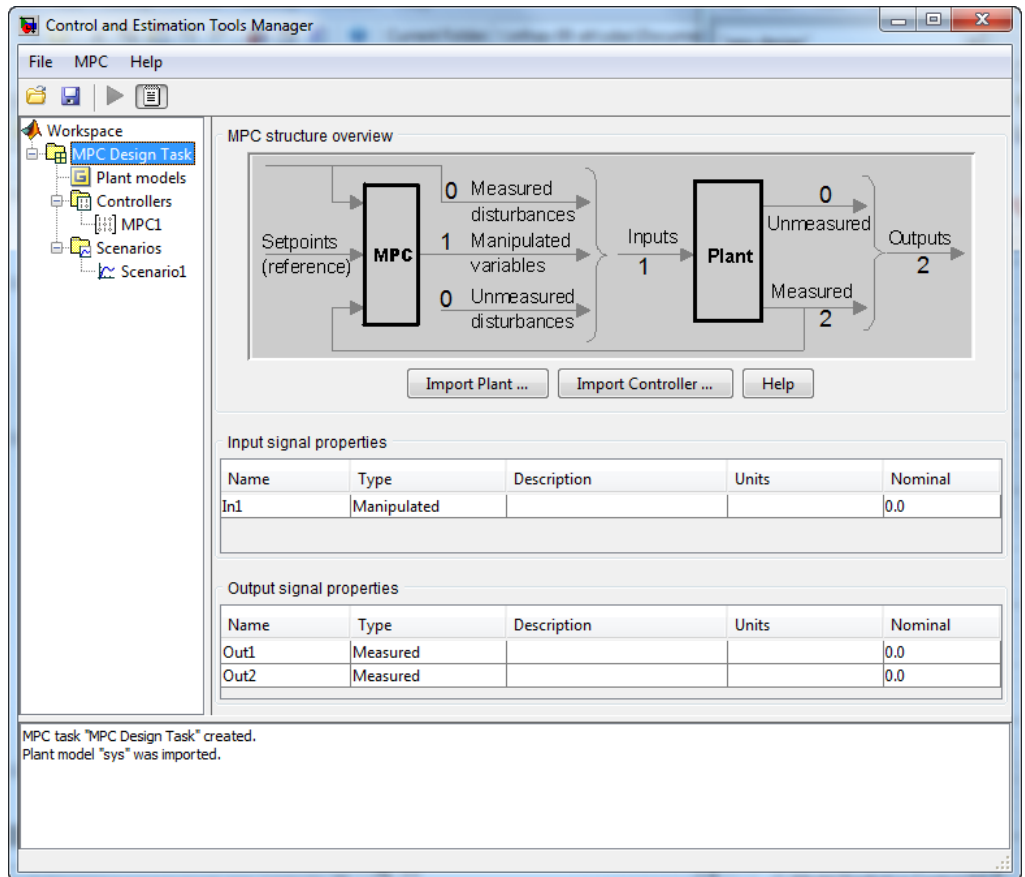 Control and Estimation Tools Manager
File MPC Help
Workspace
MPC Design Task
Plant models
Controllers
MPC1
Scenarios
Scenario1
MPC structure overview
Setpoints
(reference)
MPC
0 Measured
disturbances
1 Manipulated
variables
0 Unmeasured
disturbances
Inputs
1
Plant
0
Unmeasured
Measured
2
Outputs
2
Import Plant ... Import Controller ... Help
Input signal properties
Name Type Description Units Nominal
In1 Manipulated 0.0
Output signal properties
Name Type Description Units Nominal
Out1 Measured 0.0
Out2 Measured 0.0
MPC task "MPC Design Task" created.
Plant model "sys" was imported.